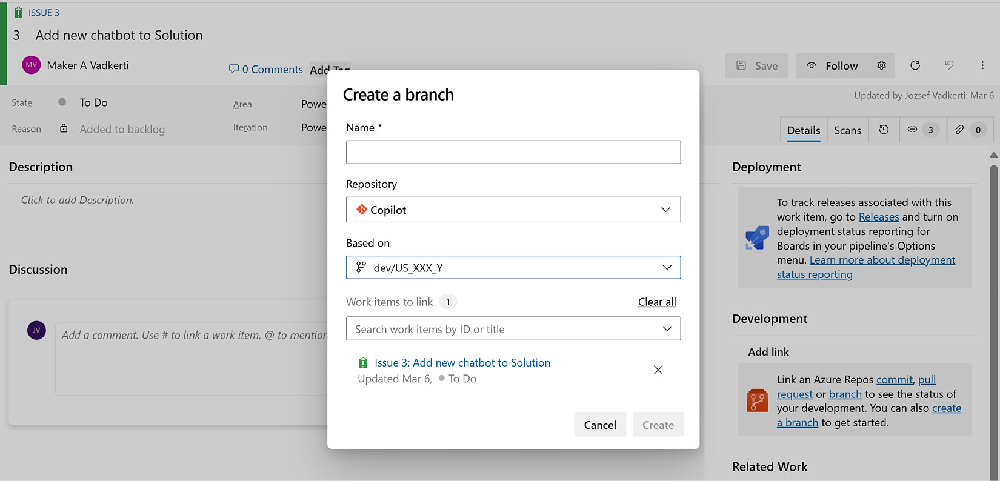 ISSUE 3
3 Add new chatbot to Solution
MV Maker A Vadkerti
0 Comments
Add Tag
Save
Follow
State To Do
Area
Reason Added to backlog
Iteration
Updated by Jozsef Vadkerti: Mar 6
Details Scans 3 0
Description
Click to add Description.
Discussion
JV
Add a comment. Use # to link a work item, @ to mention
Create a branch
Name *
Repository
Copilot
Based on
dev/US_XXX_Y
Work items to link 1 Clear all
Search work items by ID or title
Issue 3: Add new chatbot to Solution
Updated Mar 6, To Do
Cancel Create
Deployment
To track releases associated with this
work item, go to Releases and turn on
deployment status reporting for
Boards in your pipeline's Options
menu. Learn more about deployment
status reporting
Development
Add link
Link an Azure Repos commit, pull
request or branch to see the status of
your development. You can also create
a branch to get started.
Related Work